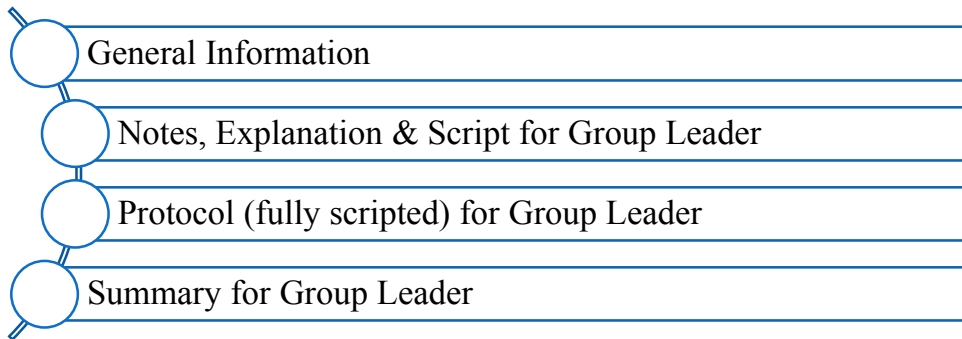 General Information
Notes, Explanation & Script for Group Leader
Protocol (fully scripted) for Group Leader
Summary for Group Leader